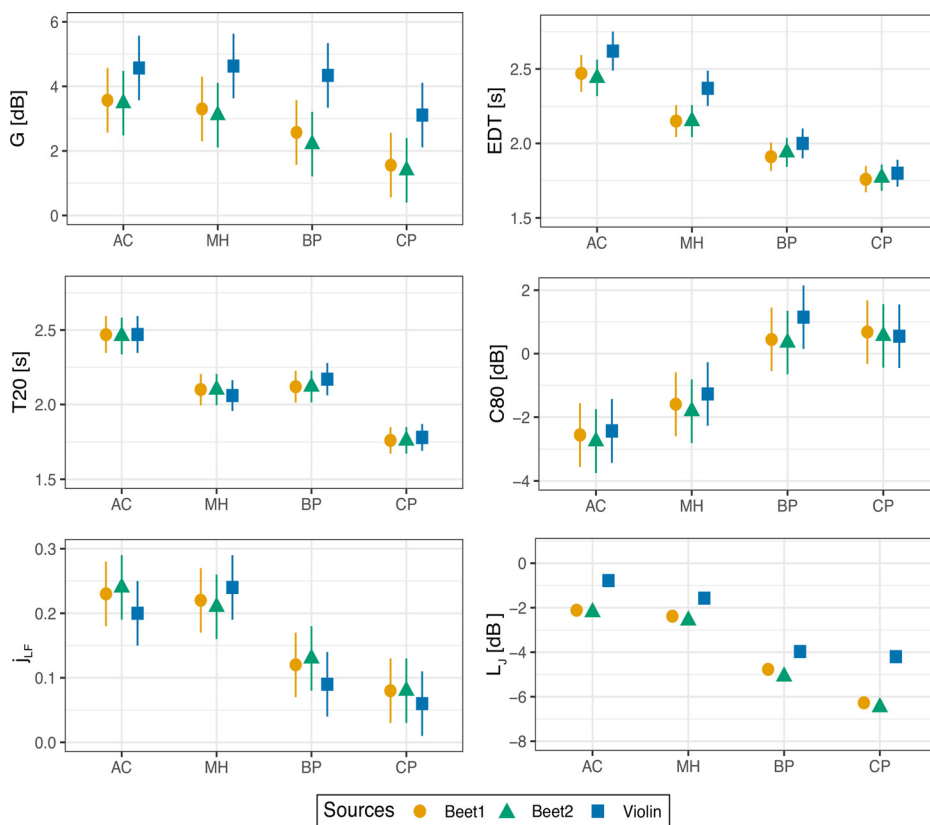 G [dB]
6
4
2
0
AC MH BP CP
EDT [s]
2.5
2.0
1.5
AC MH BP CP
T20 [s]
2.5
2.0
1.5
AC MH BP CP
C80 [dB]
2
0
−2
−4
AC MH BP CP
jLF
0.3
0.2
0.1
0.0
AC MH BP CP
LJ [dB]
0
−2
−4
−6
−8
AC MH BP CP
Sources Beet1 Beet2 Violin